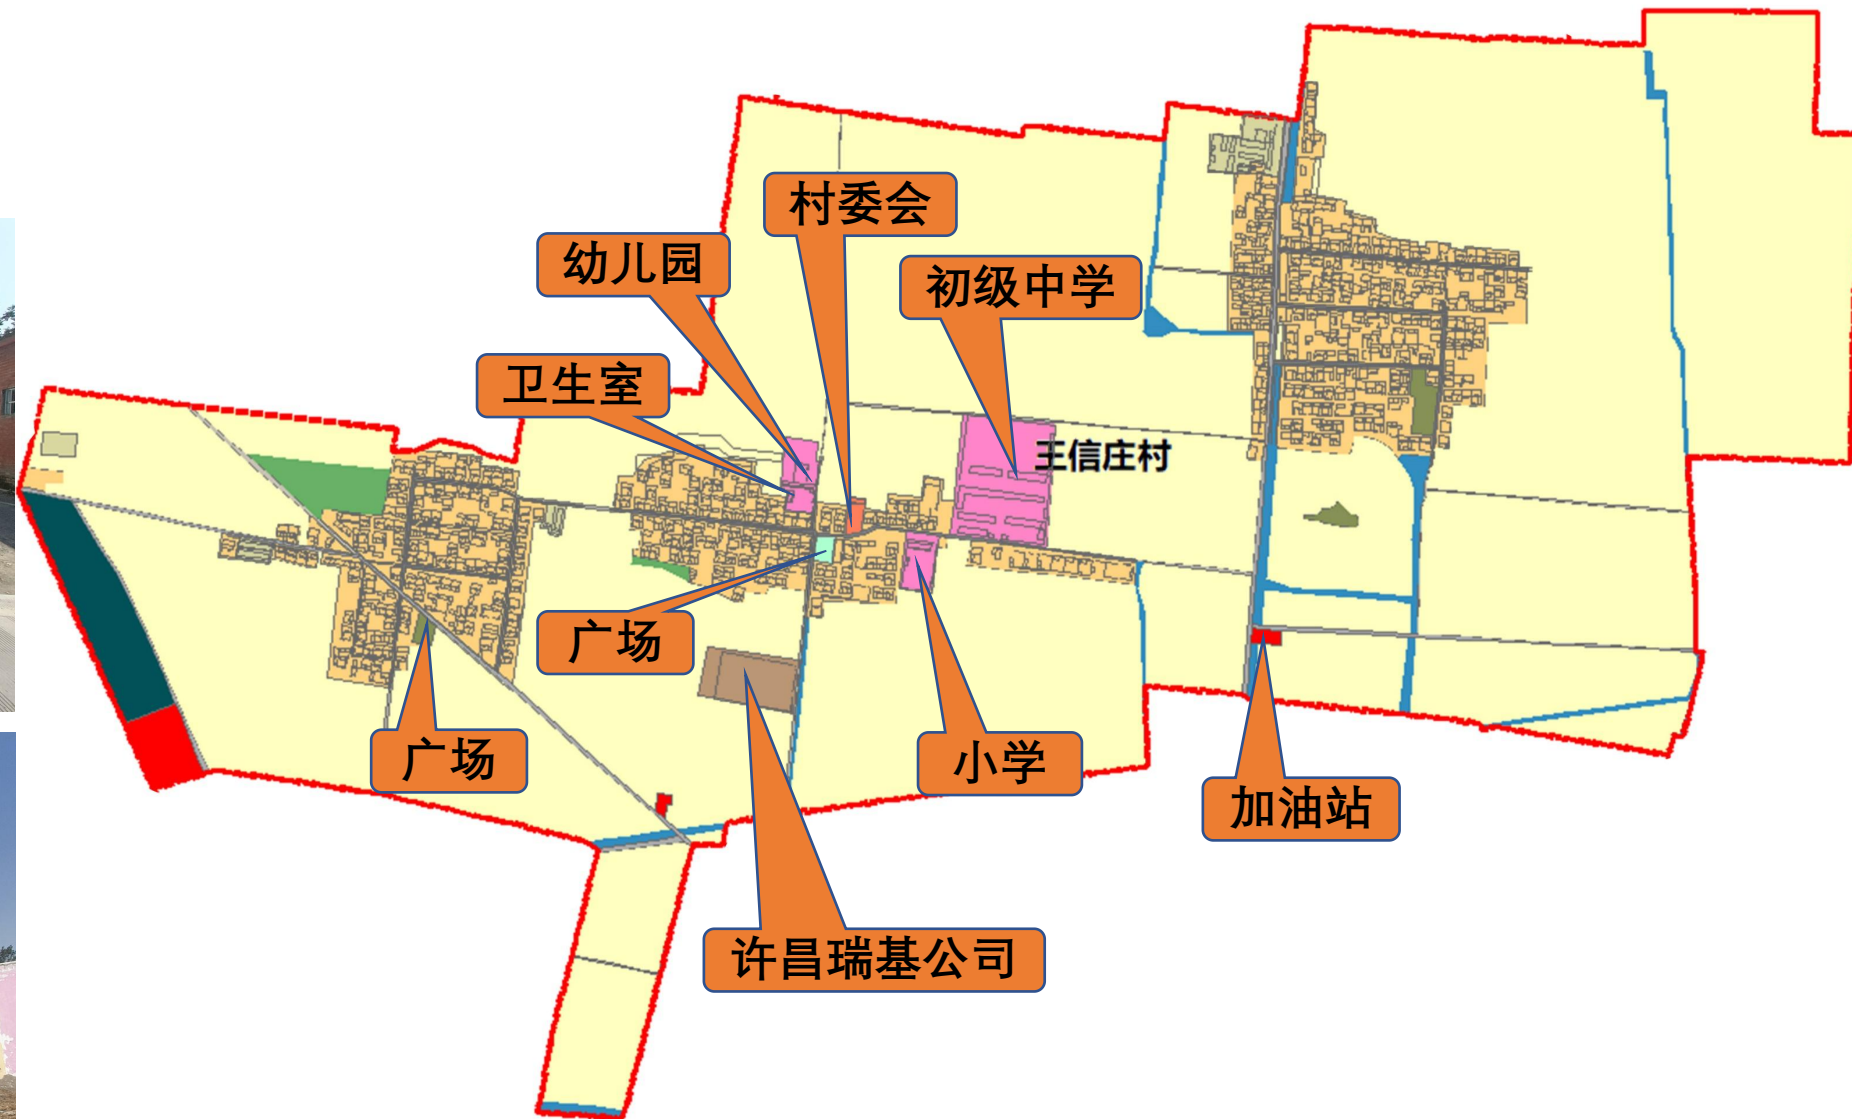 村委会
幼儿园
初级中学
卫生室
王信庄村
广场
广场
小学
加油站
许昌瑞基公司